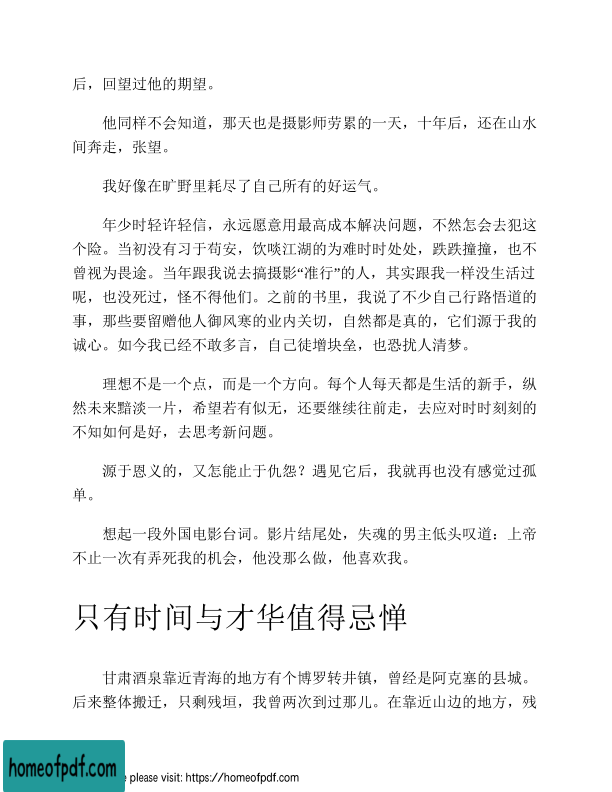 后，回望过他的期望。
他同样不会知道，那天也是摄影师劳累的一天，十年后，还在山水
间奔走，张望。
我好像在旷野里耗尽了自己所有的好运气。
年少时轻许轻信，永远愿意用最高成本解决问题，不然怎会去犯这
个险。当初没有习于苟安，饮啖江湖的为难时时处处，跌跌撞撞，也不
曾视为畏途。当年跟我说去搞摄影“准行”的人，其实跟我一样没生活过
呢，也没死过，怪不得他们。之前的书里，我说了不少自己行路悟道的
事，那些要留赠他人御风寒的业内关切，自然都是真的，它们源于我的
诚心。如今我已经不敢多言，自己徒增块垒，也恐扰人清梦。
理想不是一个点，而是一个方向。每个人每天都是生活的新手，纵
然未来黯淡一片，希望若有似无，还要继续往前走，去应对时时刻刻的
不知如何是好，去思考新问题。
源于恩义的，又怎能止于仇怨？遇见它后，我就再也没有感觉过孤
单。
想起一段外国电影台词。影片结尾处，失魂的男主低头叹道：上帝
不止一次有弄死我的机会，他没那么做，他喜欢我。
只有时间与才华值得忌惮
甘肃酒泉靠近青海的地方有个博罗转井镇，曾经是阿克塞的县城。
后来整体搬迁，只剩残垣，我曾两次到过那儿。在靠近山边的地方，残
homeofpdf.com
e please visit: https://homeofpdf.com